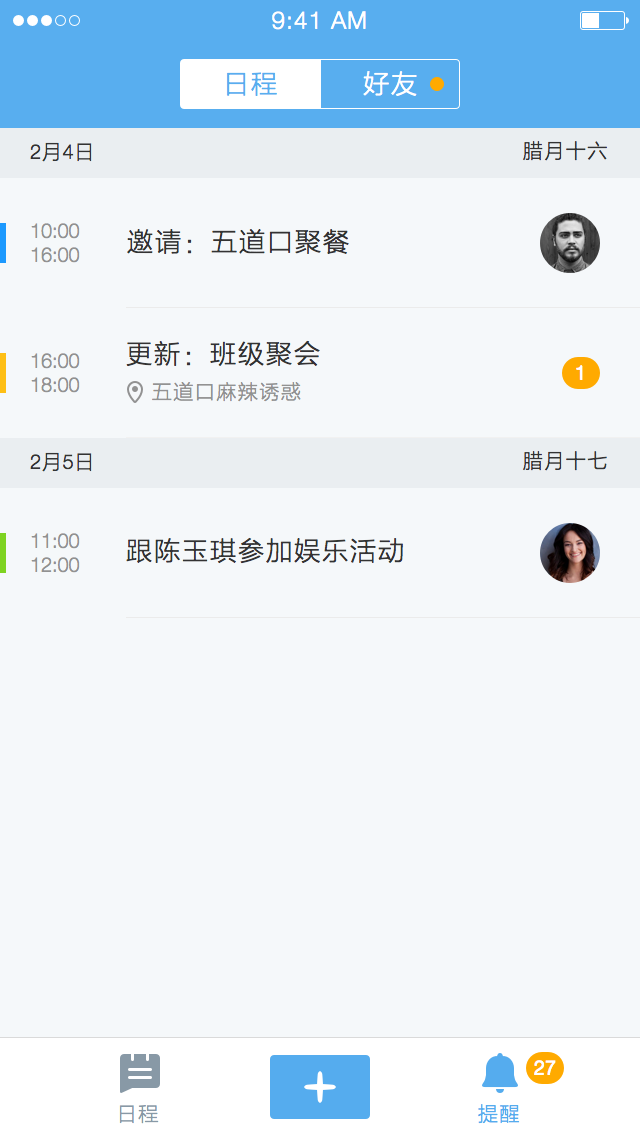 9:41 AM
日程 好友
2月4日 腊月十六
10:00
16:00
邀请：五道口聚餐
16:00
18:00
更新：班级聚会
五道口麻辣诱惑
1
2月5日 腊月十七
11:00
12:00
跟陈玉琪参加娱乐活动
27
日程 提醒